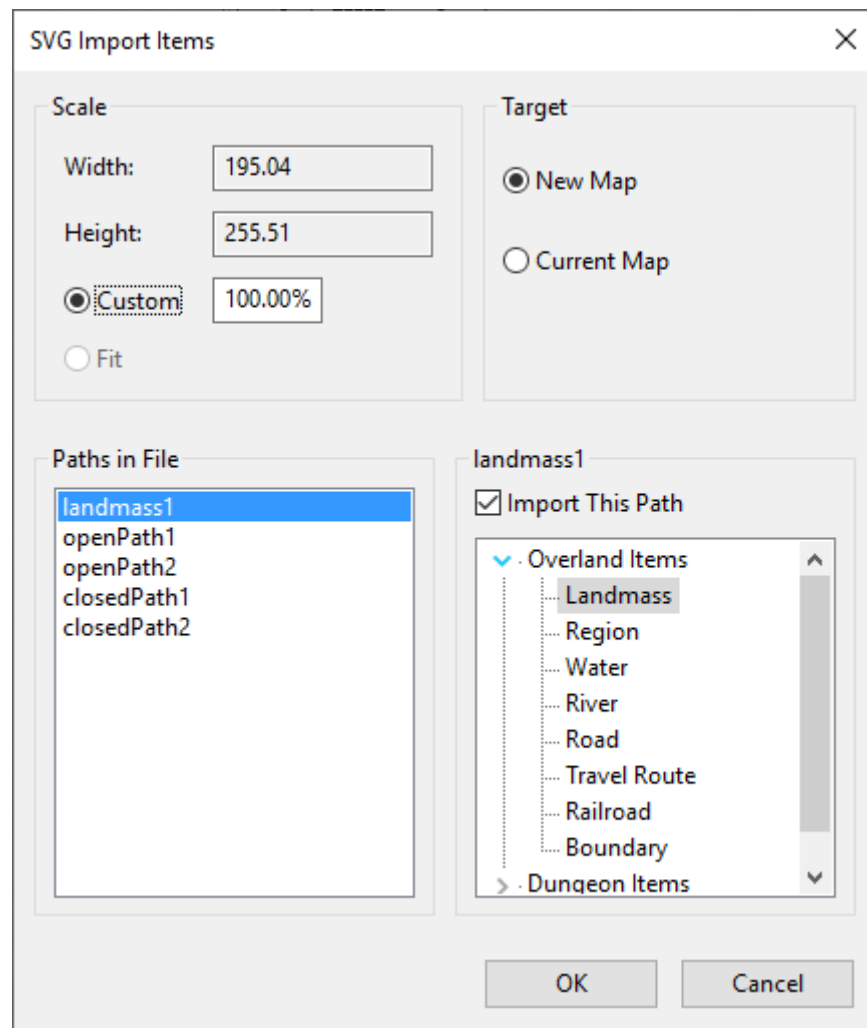 SVG Import Items
Scale
Width:
195.04
Height:
255.51
Custom
100.00%
Fit
Target
New Map
Current Map
Paths in File
landmass1
openPath1
openPath2
closedPath1
closedPath2
landmass1
Import This Path
Overland Items
Landmass
Region
Water
River
Road
Travel Route
Railroad
Boundary
Dungeon Items
OK
Cancel